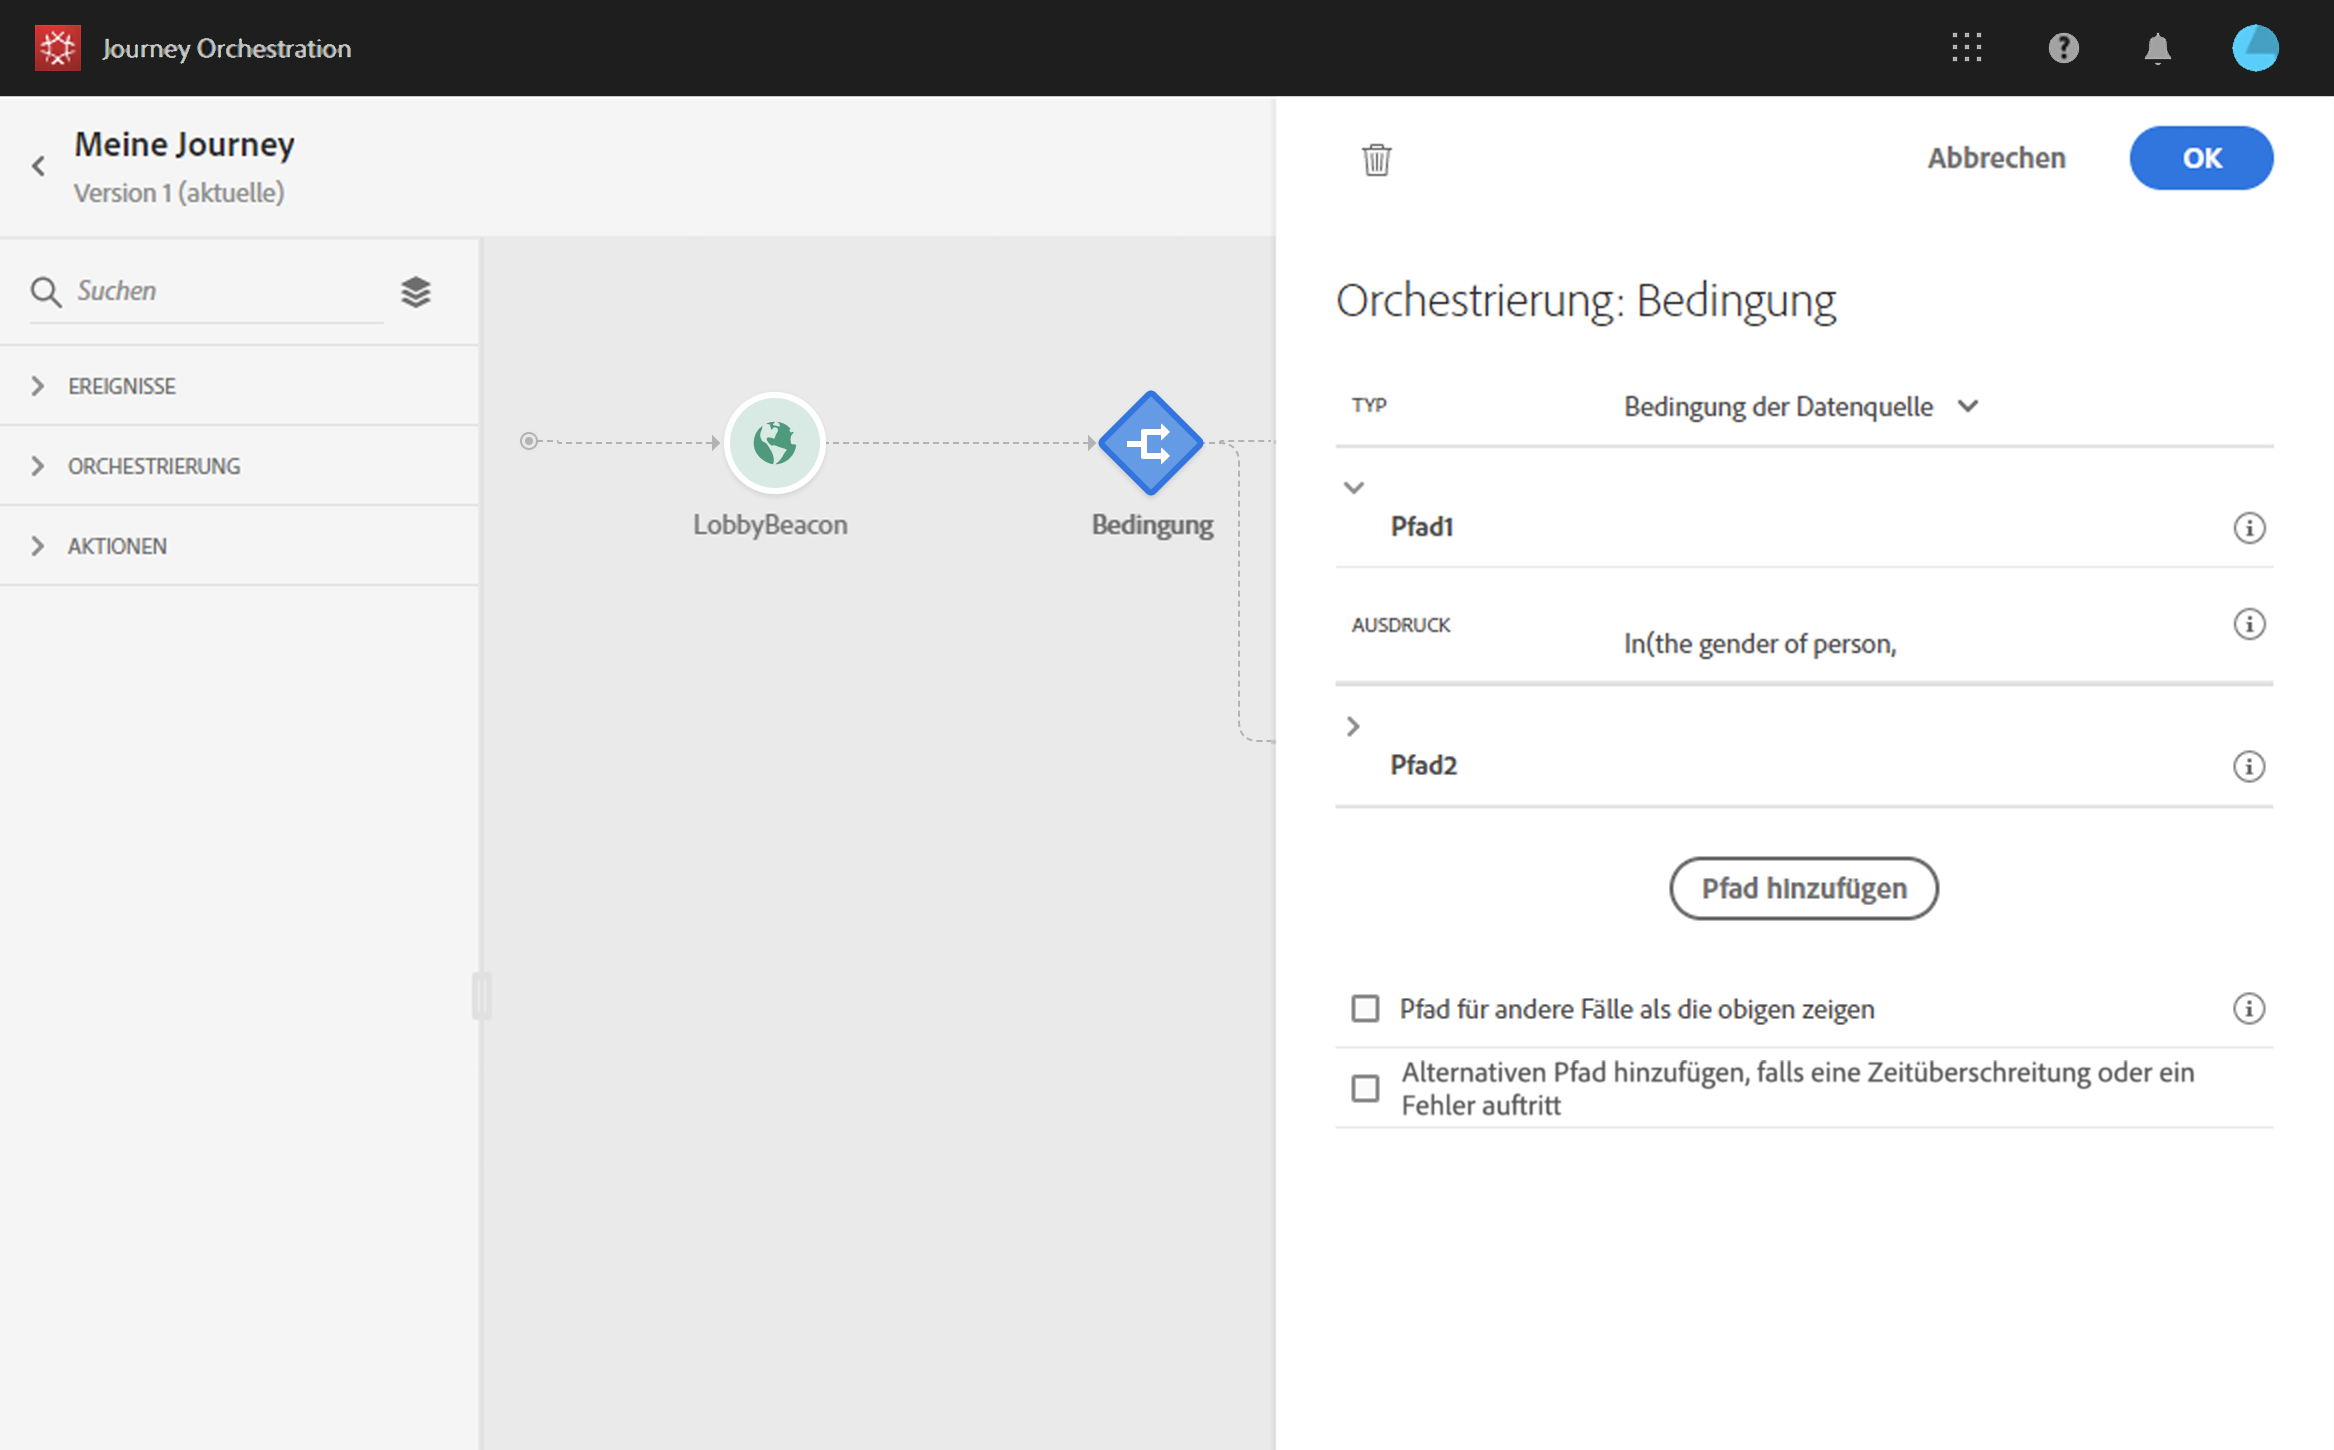 Journey Orchestration
Meine Journey
Version 1 (aktuelle)
Suchen
EREIGNISSE
ORCHESTRIERUNG
AKTIONEN
LobbyBeacon
Bedingung
Abbrechen
OK
Orchestrierung: Bedingung
TYP
Bedingung der Datenquelle
Pfad1
AUSDRUCK
In(the gender of person,
Pfad2
Pfad hinzufügen
Pfad für andere Fälle als die obigen zeigen
Alternativen Pfad hinzufügen, falls eine Zeitüberschreitung oder ein
Fehler auftritt